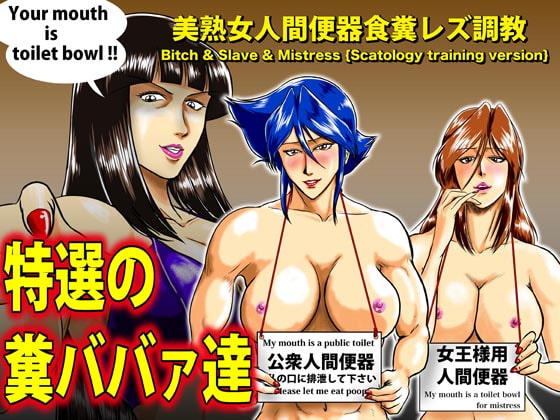 Your mouth
is
toilet bowl !!
美熟女人間便器食糞レズ調教
Bitch & Slave & Mistress {Scatology training version}
特選の
糞ババァ達
My mouth is a public toilet
公衆人間便器
の口に排泄して下さい
Please let me eat poop
女王様用
人間便器
My mouth is a toilet bowl
for mistress